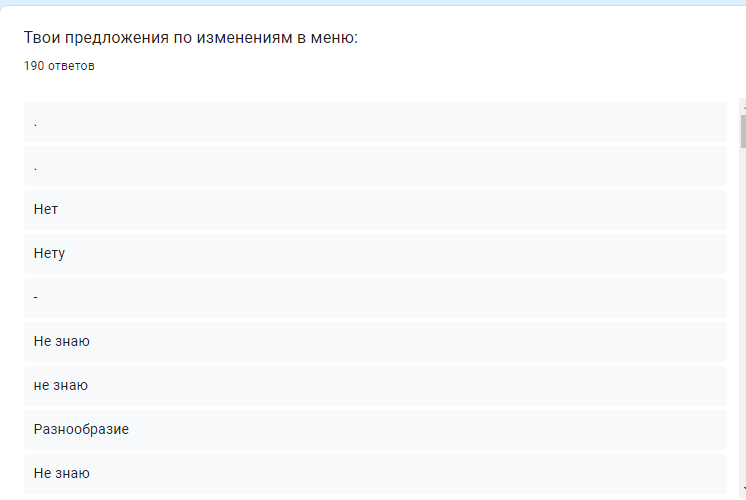 Твои предложения по изменениям в меню:
190 ответов
.
.
Нет
Нету
-
Не знаю
не знаю
Разнообразие
Не знаю